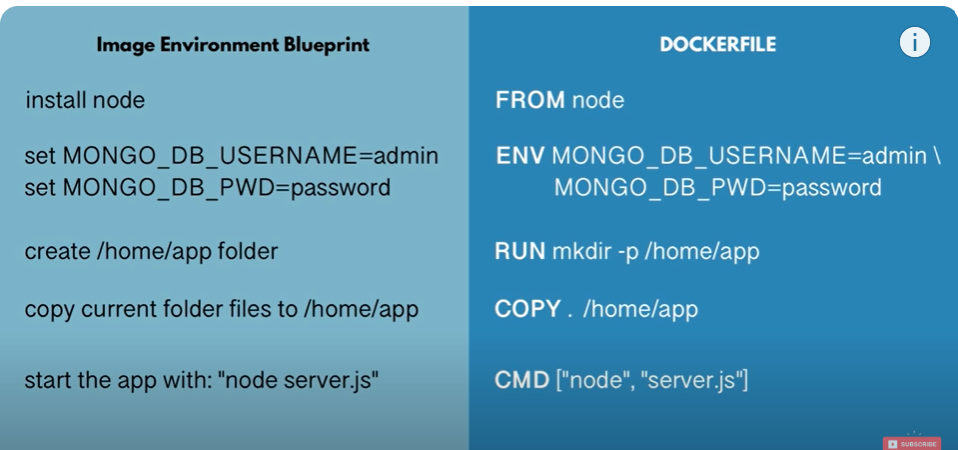 Image Environment Blueprint
DOCKERFILE
i
install node
FROM node
set MONGO_DB_USERNAME=admin
ENV MONGO_DB_USERNAME=admin \
set MONGO_DB_PWD=password
MONGO_DB_PWD=password
create /home/app folder
RUN mkdir -p /home/app
copy current folder files to /home/app
COPY . /home/app
start the app with: "node server.js"
CMD ["node", "server.js"]
SUBSCRIBE